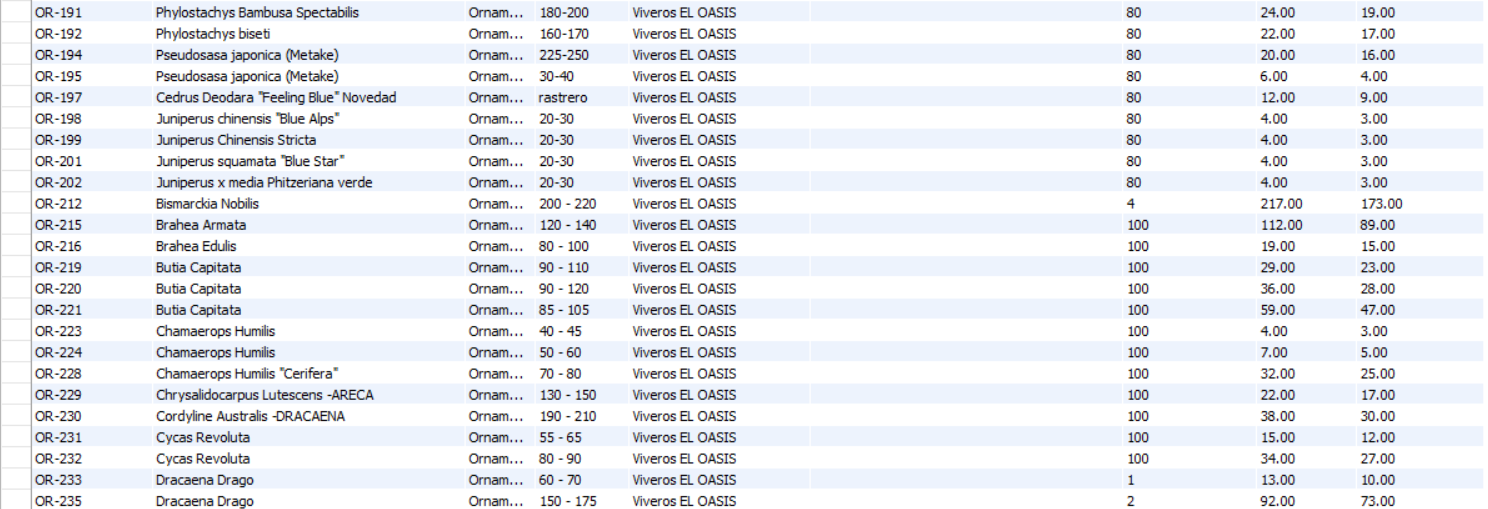 OR-191 Phylostachys Bambusa Spectabilis Ornam... 180-200 Viveros EL OASIS 80 24.00 19.00
OR-192 Phylostachys biseti Ornam... 160-170 Viveros EL OASIS 80 22.00 17.00
OR-194 Pseudosasa japonica (Metake) Ornam... 225-250 Viveros EL OASIS 80 20.00 16.00
OR-195 Pseudosasa japonica (Metake) Ornam... 30-40 Viveros EL OASIS 80 6.00 4.00
OR-197 Cedrus Deodara "Feeling Blue" Novedad Ornam... rastrero Viveros EL OASIS 80 12.00 9.00
OR-198 Juniperus chinensis "Blue Alps" Ornam... 20-30 Viveros EL OASIS 80 4.00 3.00
OR-199 Juniperus Chinensis Stricta Ornam... 20-30 Viveros EL OASIS 80 4.00 3.00
OR-201 Juniperus squamata "Blue Star" Ornam... 20-30 Viveros EL OASIS 80 4.00 3.00
OR-202 Juniperus x media Phitzeriana verde Ornam... 20-30 Viveros EL OASIS 80 4.00 3.00
OR-212 Bismarckia Nobilis Ornam... 200 - 220 Viveros EL OASIS 4 217.00 173.00
OR-215 Brahea Armata Ornam... 120 - 140 Viveros EL OASIS 100 112.00 89.00
OR-216 Brahea Edulis Ornam... 80 - 100 Viveros EL OASIS 100 19.00 15.00
OR-219 Butia Capitata Ornam... 90 - 110 Viveros EL OASIS 100 29.00 23.00
OR-220 Butia Capitata Ornam... 90 - 120 Viveros EL OASIS 100 36.00 28.00
OR-221 Butia Capitata Ornam... 85 - 105 Viveros EL OASIS 100 59.00 47.00
OR-223 Chamaerops Humilis Ornam... 40 - 45 Viveros EL OASIS 100 4.00 3.00
OR-224 Chamaerops Humilis Ornam... 50 - 60 Viveros EL OASIS 100 7.00 5.00
OR-228 Chamaerops Humilis "Cerifera" Ornam... 70 - 80 Viveros EL OASIS 100 32.00 25.00
OR-229 Chrysalidocarpus Lutescens -ARECA Ornam... 130 - 150 Viveros EL OASIS 100 22.00 17.00
OR-230 Cordyline Australis -DRACAENA Ornam... 190 - 210 Viveros EL OASIS 100 38.00 30.00
OR-231 Cycas Revoluta Ornam... 55 - 65 Viveros EL OASIS 100 15.00 12.00
OR-232 Cycas Revoluta Ornam... 80 - 90 Viveros EL OASIS 100 34.00 27.00
OR-233 Dracaena Drago Ornam... 60 - 70 Viveros EL OASIS 1 13.00 10.00
OR-235 Dracaena Drago Ornam... 150 - 175 Viveros EL OASIS 2 92.00 73.00